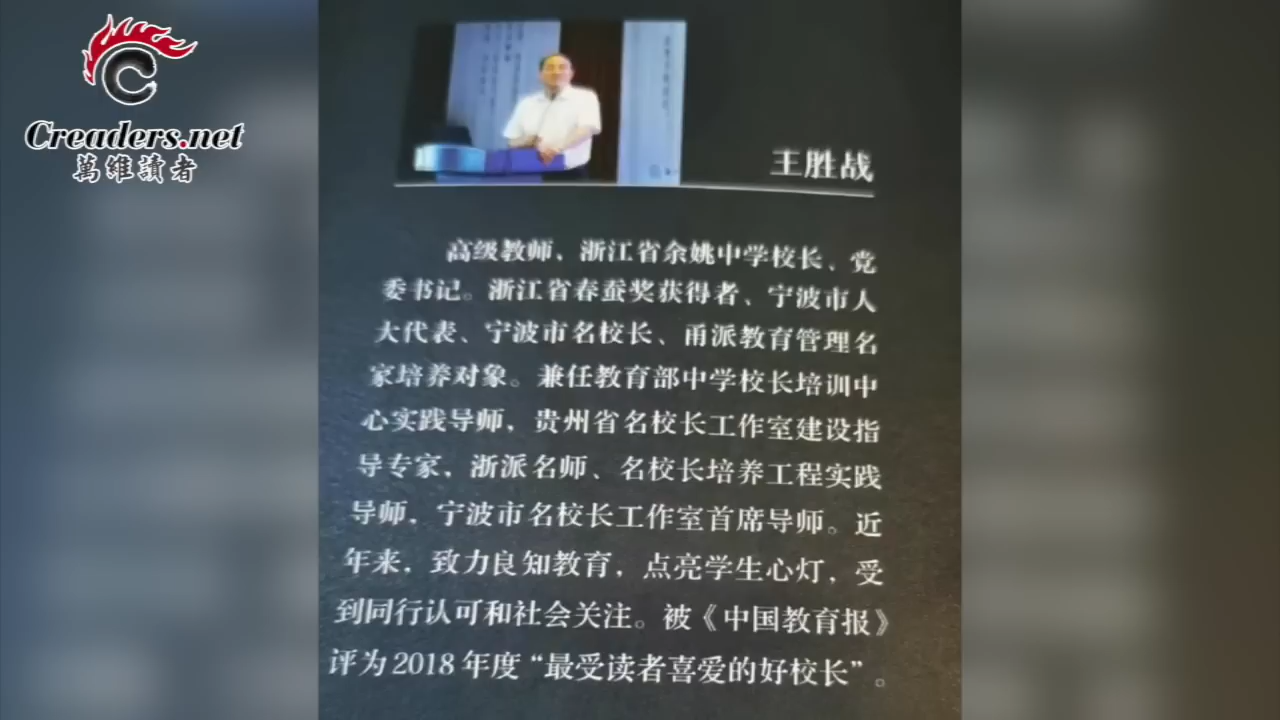 Creaders.net
萬維讀者
王胜战
高级教师、浙江省余姚中学校长、党
委书记。浙江省春蚕奖获得者、宁波市人
大代表、宁波市名校长、甬派教育管理名
家培养对象。兼任教育部中学校长培训中
心实践导师，贵州省名校长工作室建设指
导专家，浙派名师、名校长培养工程实践
导师，宁波市名校长工作室首席导师。近
年来，致力良知教育，点亮学生心灯，受
到同行认可和社会关注。被《中国教育报》
评为2018年度“最受读者喜爱的好校长”。